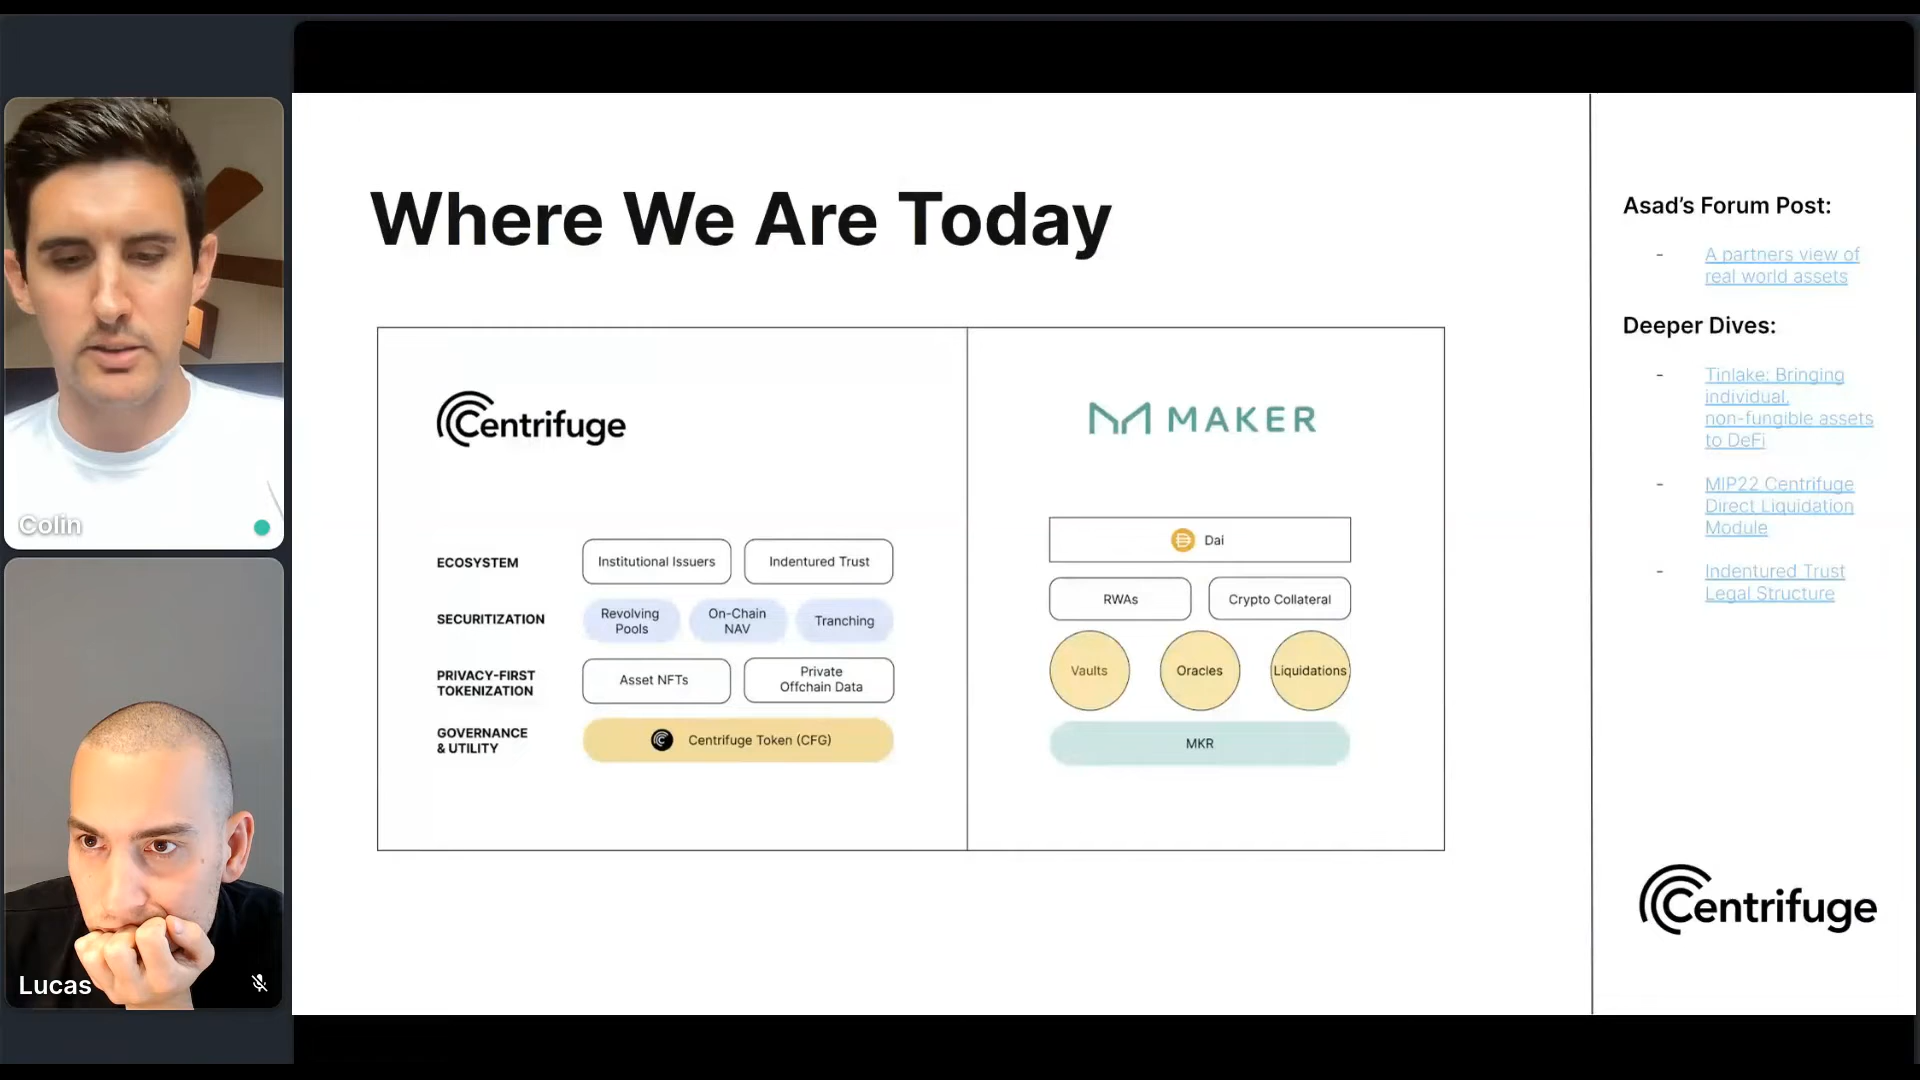 Colin
Lucas
Where We Are Today
Centrifuge
ECOSYSTEM
Institutional Issuers
Indentured Trust
SECURITIZATION
Revolving
Pools
On-Chain
NAV
Tranching
PRIVACY-FIRST
TOKENIZATION
Asset NFTs
Private
Offchain Data
GOVERNANCE
& UTILITY
Centrifuge Token (CFG)
MAKER
Dai
RWAs
Crypto Collateral
Vaults
Oracles
Liquidations
MKR
Asad's Forum Post:
- A partners view of
real world assets
Deeper Dives:
- Tinlake: Bringing
individual,
non-fungible assets
to DeFi
- MIP22 Centrifuge
Direct Liquidation
Module
- Indentured Trust
Legal Structure
Centrifuge